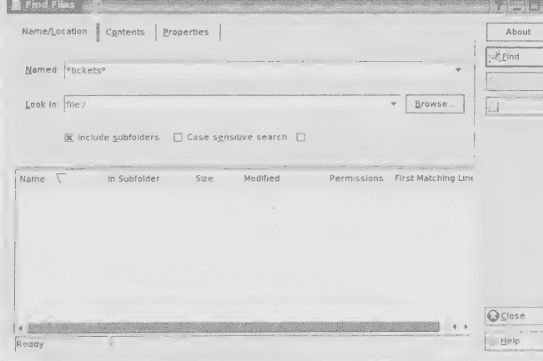 Find Files
Name/Location Contents Properties
About
Find
Named: *tickets*
Look in: file:/ Browse...
Include subfolders Case sensitive search
Name In Subfolder Size Modified Permissions First Matching Line
Close
Help
Ready